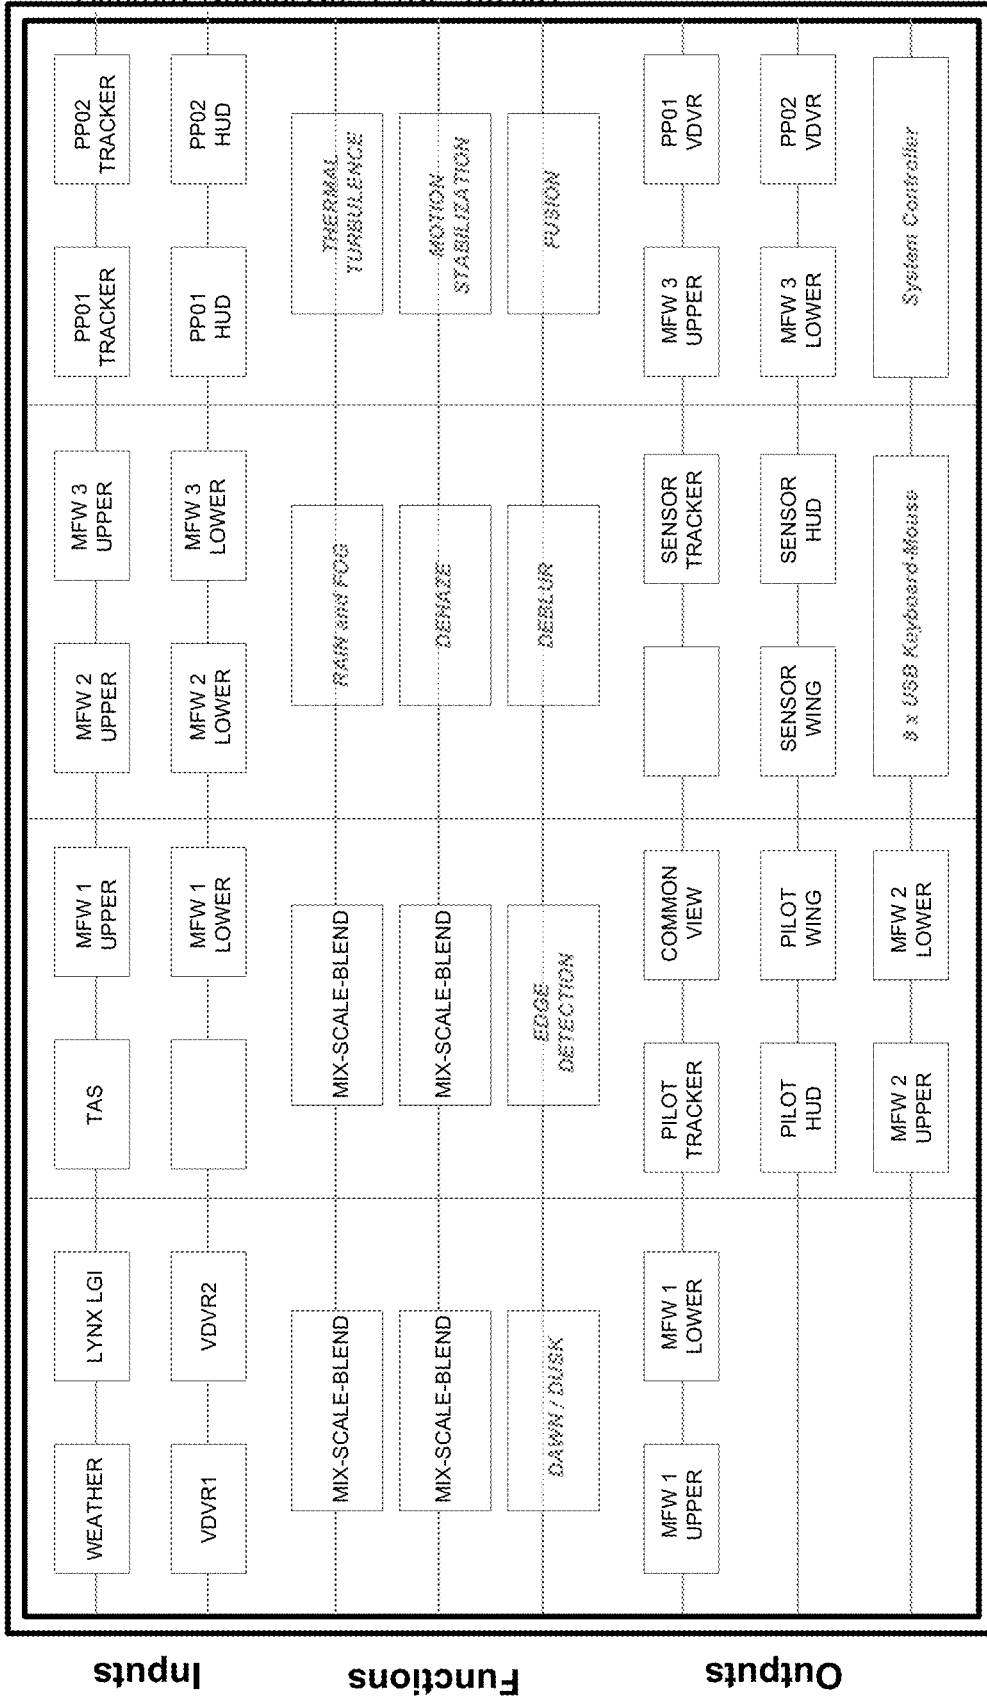 Inputs
WEATHER
LYNX LGI
TAS
MFW 1
UPPER
MFW 2
UPPER
MFW 3
UPPER
PP01
TRACKER
PP02
TRACKER
VDVR1
VDVR2
MFW 1
LOWER
MFW 2
LOWER
MFW 3
LOWER
PP01
HUD
PP02
HUD
Functions
MIX-SCALE-BLEND
MIX-SCALE-BLEND
RAIN and FOG
THERMAL
TURBULENCE
MIX-SCALE-BLEND
MIX-SCALE-BLEND
DEHAZE
MOTION
STABILIZATION
DAWN / DUSK
EDGE
DETECTION
DEBLUR
FUSION
Outputs
MFW 1
UPPER
MFW 1
LOWER
PILOT
TRACKER
COMMON
VIEW
SENSOR
TRACKER
MFW 3
UPPER
PP01
VDVR
PILOT
HUD
PILOT
WING
SENSOR
WING
SENSOR
HUD
MFW 3
LOWER
PP02
VDVR
MFW 2
UPPER
MFW 2
LOWER
8 x USB Keyboard-Mouse
System Controller